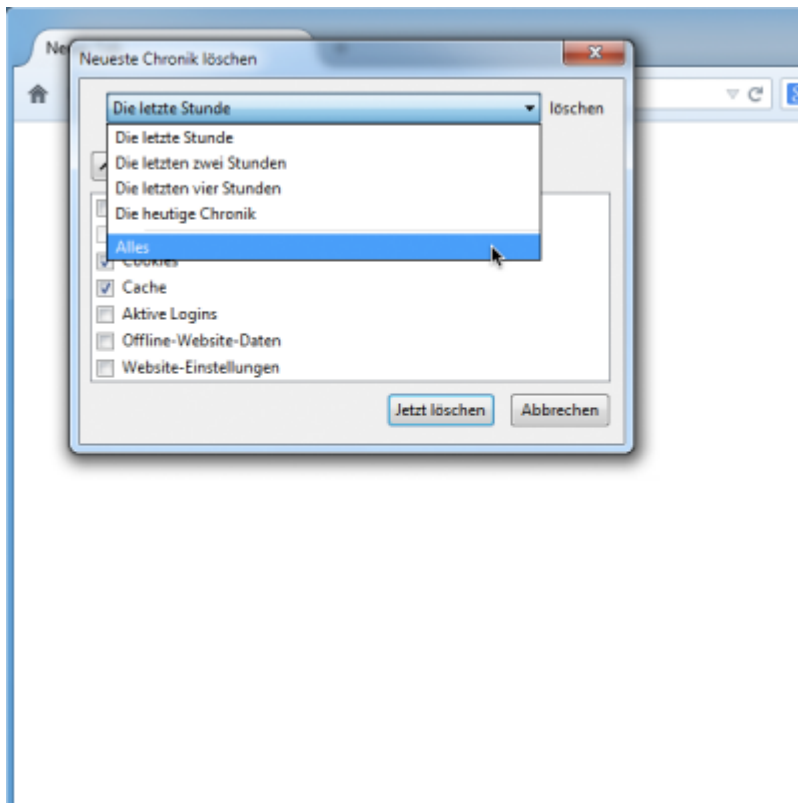 Neueste Chronik löschen
Die letzte Stunde löschen
Die letzte Stunde
Die letzten zwei Stunden
Die letzten vier Stunden
Die heutige Chronik
Alles
Cookies
Cache
Aktive Logins
Offline-Website-Daten
Website-Einstellungen
Jetzt löschen Abbrechen